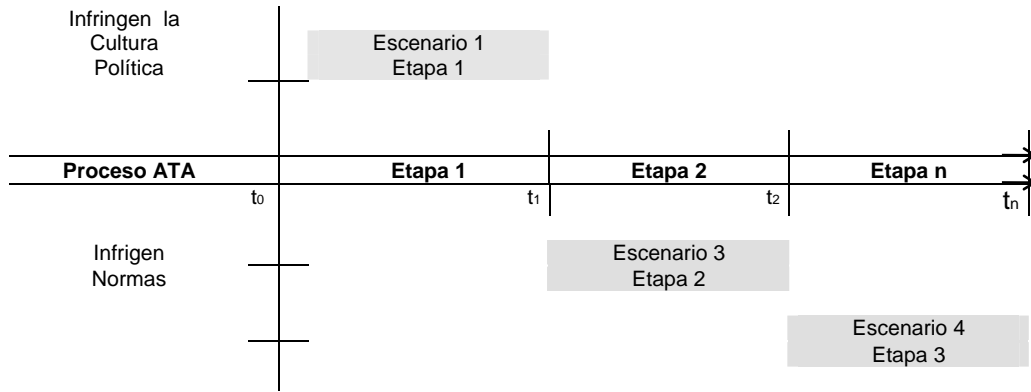 Infringen la
Cultura
Política
Escenario 1
Etapa 1
Proceso ATA Etapa 1 Etapa 2 Etapa n
t0 t1 t2 tn
Infrigen
Normas
Escenario 3
Etapa 2
Escenario 4
Etapa 3